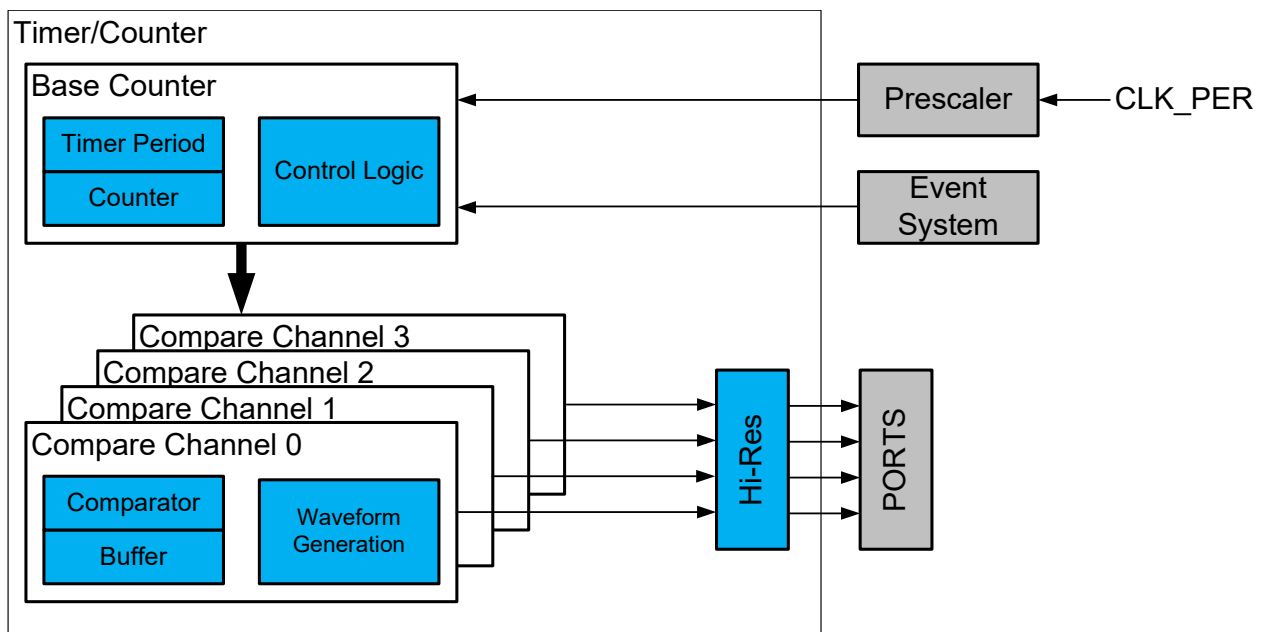 Timer/Counter
Base Counter
Timer Period
Counter
Control Logic
Prescaler
CLK_PER
Event
System
Compare Channel 3
Compare Channel 2
Compare Channel 1
Compare Channel 0
Comparator
Buffer
Waveform
Generation
Hi-Res
PORTS